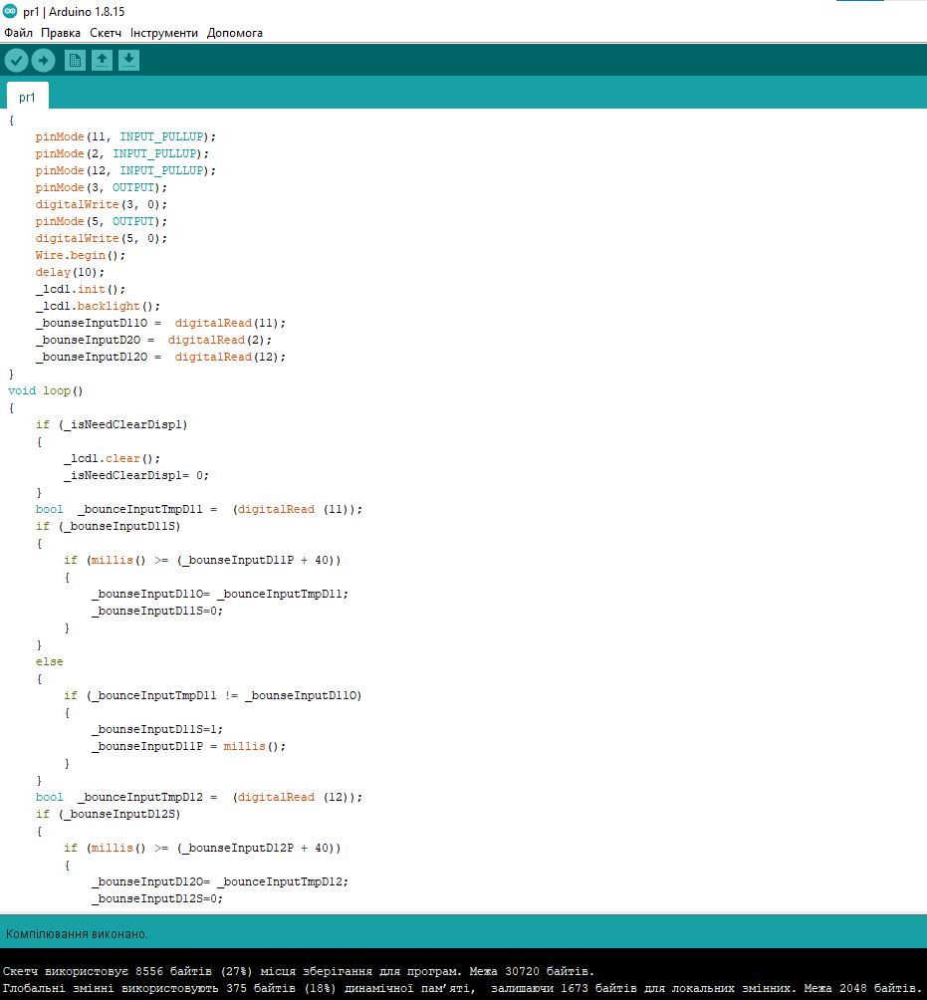 pr1 | Arduino 1.8.15
Файл Правка Скетч Інструменти Допомога
pr1
{
    pinMode(11, INPUT_PULLUP);
    pinMode(2, INPUT_PULLUP);
    pinMode(12, INPUT_PULLUP);
    pinMode(3, OUTPUT);
    digitalWrite(3, 0);
    pinMode(5, OUTPUT);
    digitalWrite(5, 0);
    Wire.begin();
    delay(10);
    _lcd1.init();
    _lcd1.backlight();
    _bounseInputD11O =  digitalRead(11);
    _bounseInputD2O =  digitalRead(2);
    _bounseInputD12O =  digitalRead(12);
}
void loop()
{
    if (_isNeedClearDisp1)
    {
        _lcd1.clear();
        _isNeedClearDisp1= 0;
    }
    bool  _bounceInputTmpD11 =  (digitalRead (11));
    if (_bounseInputD11S)
    {
        if (millis() >= (_bounseInputD11P + 40))
        {
            _bounseInputD11O= _bounceInputTmpD11;
            _bounseInputD11S=0;
        }
    }
    else
    {
        if (_bounceInputTmpD11 != _bounseInputD11O)
        {
            _bounseInputD11S=1;
            _bounseInputD11P = millis();
        }
    }
    bool  _bounceInputTmpD12 =  (digitalRead (12));
    if (_bounseInputD12S)
    {
        if (millis() >= (_bounseInputD12P + 40))
        {
            _bounseInputD12O= _bounceInputTmpD12;
            _bounseInputD12S=0;
Компілювання виконано.
Скетч використовує 8556 байтів (27%) місця зберігання для програм. Межа 30720 байтів.
Глобальні змінні використовують 375 байтів (18%) динамічної пам’яті,  залишаючи 1673 байтів для локальних змінних. Межа 2048 байтів.